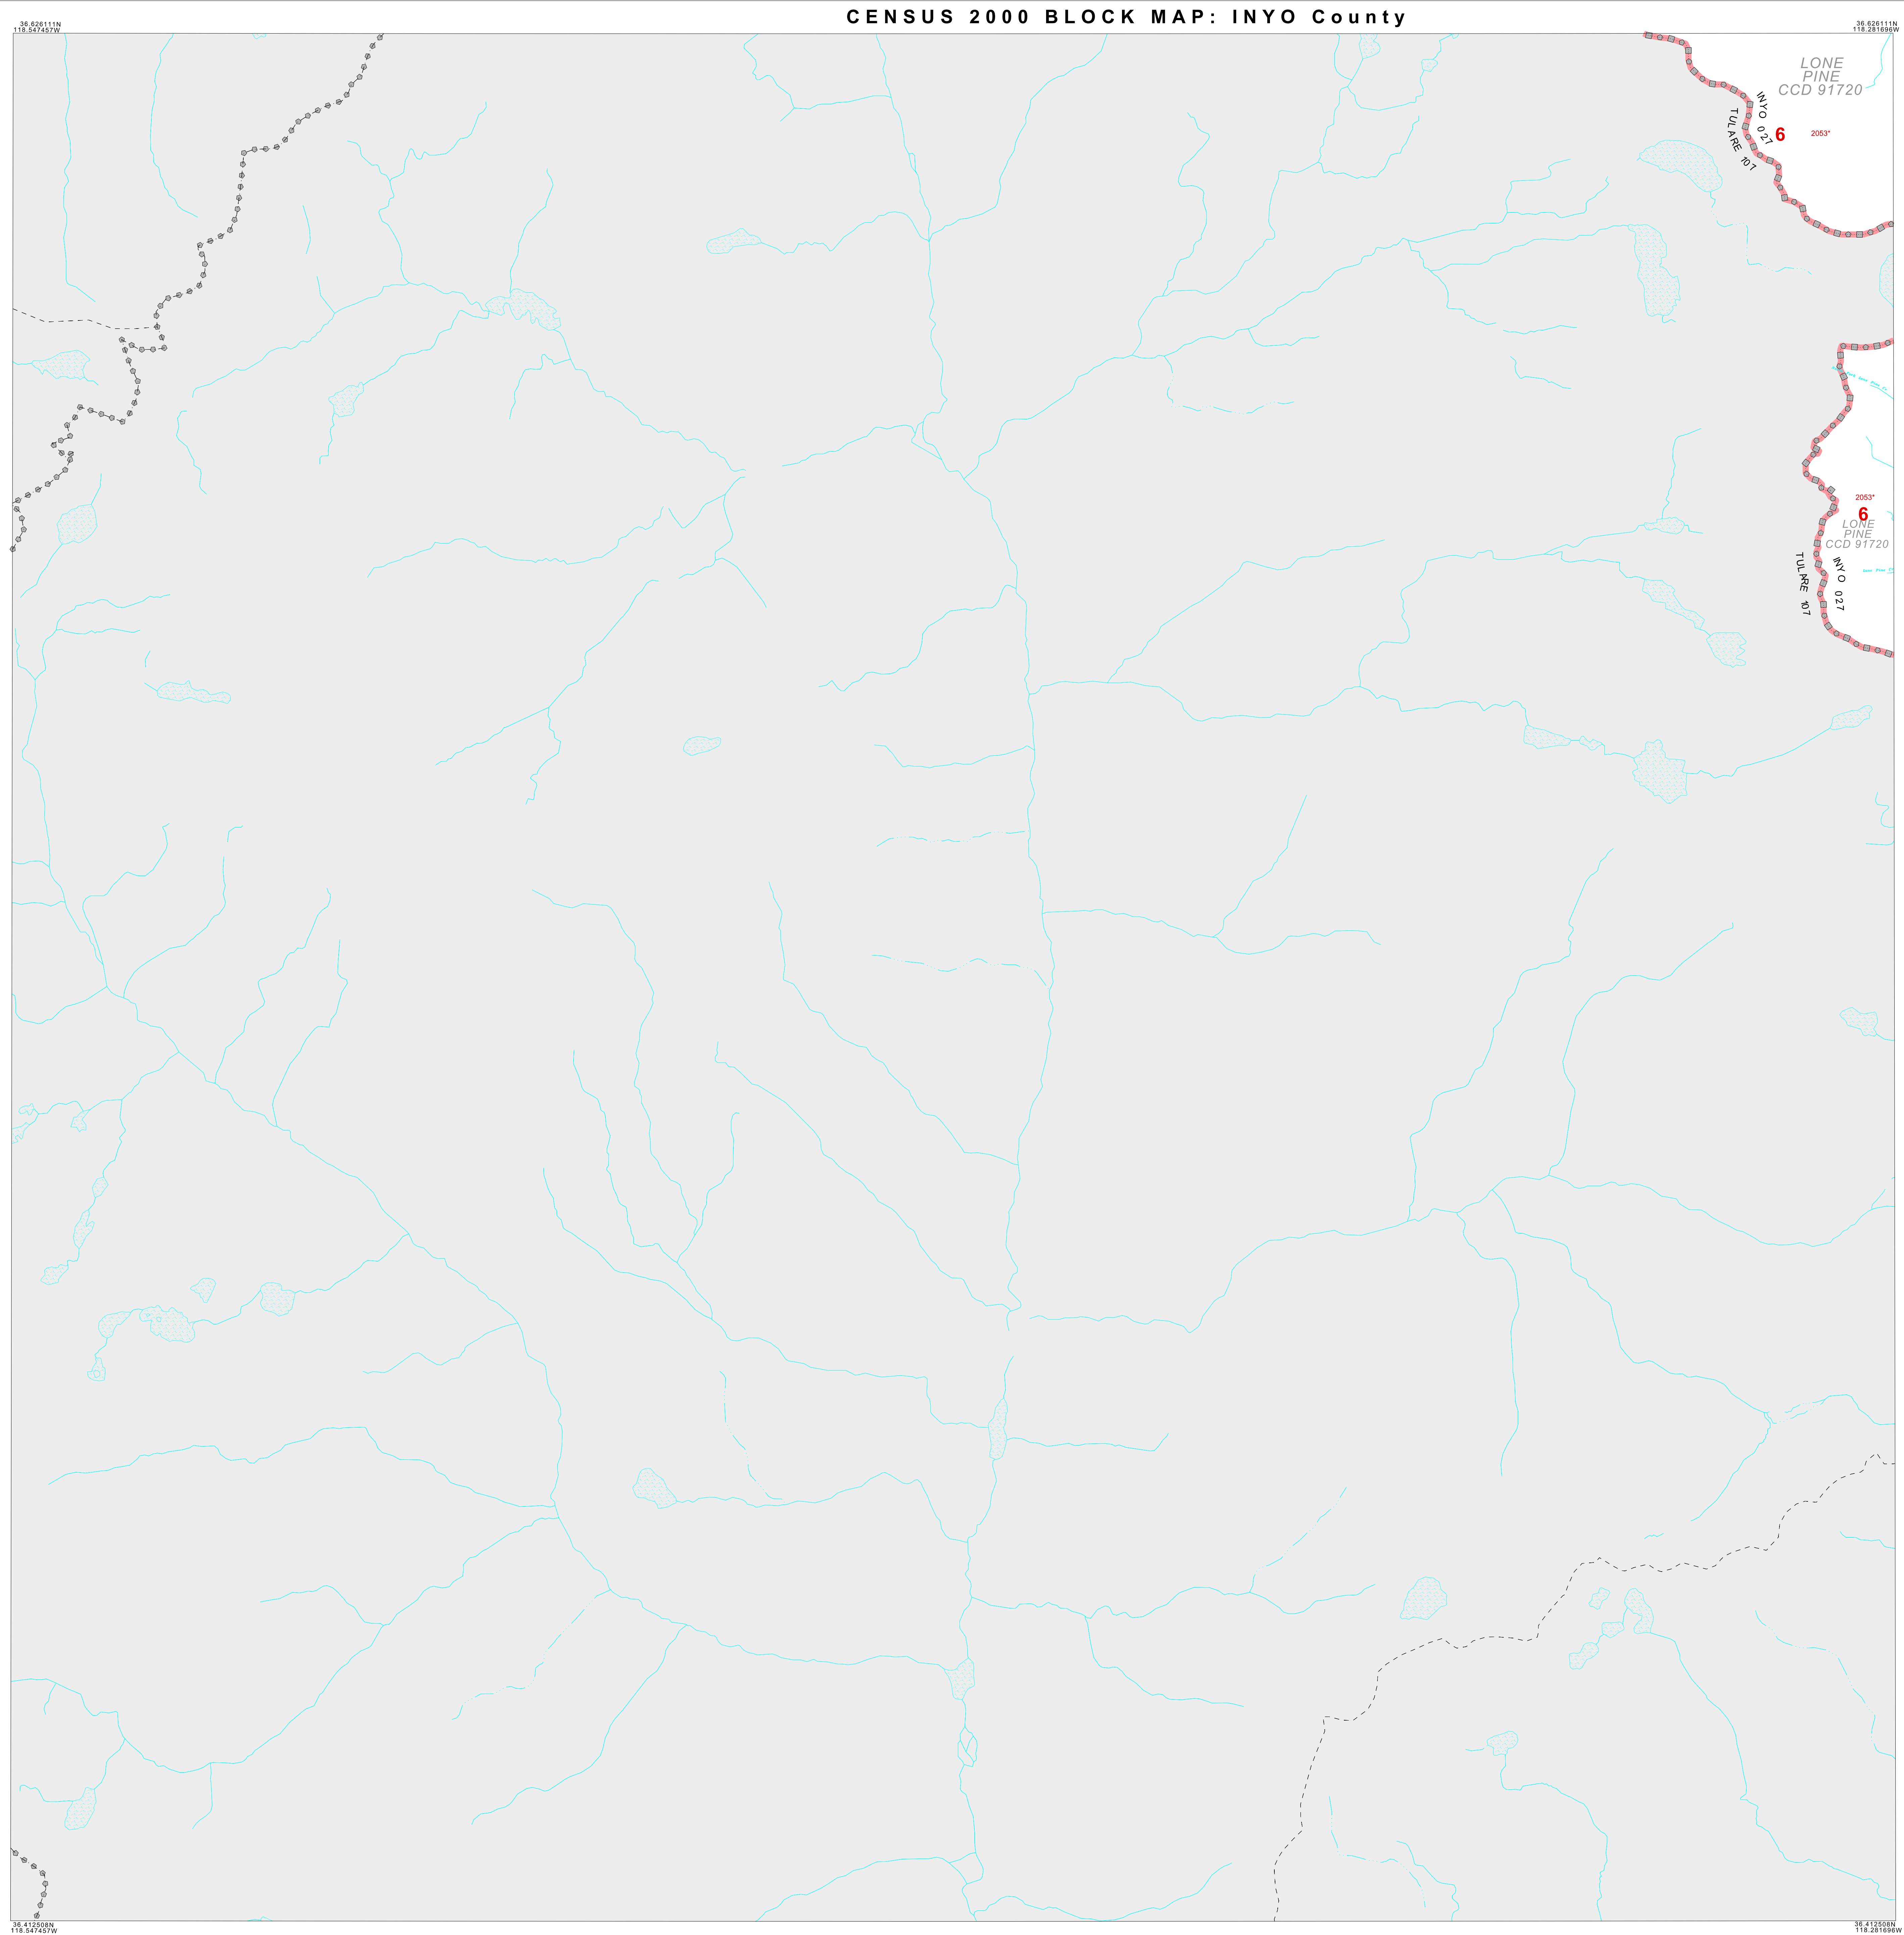 CENSUS 2000 BLOCK MAP: INYO County
36.626111N
118.547457W
36.626111N
118.281696W
LONE
PINE
CCD 91720
INYO 027
TULARE 107
6
2053*
2053*
6
LONE
PINE
CCD 91720
INYO 027
TULARE 107
36.412508N
118.547457W
36.412508N
118.281696W